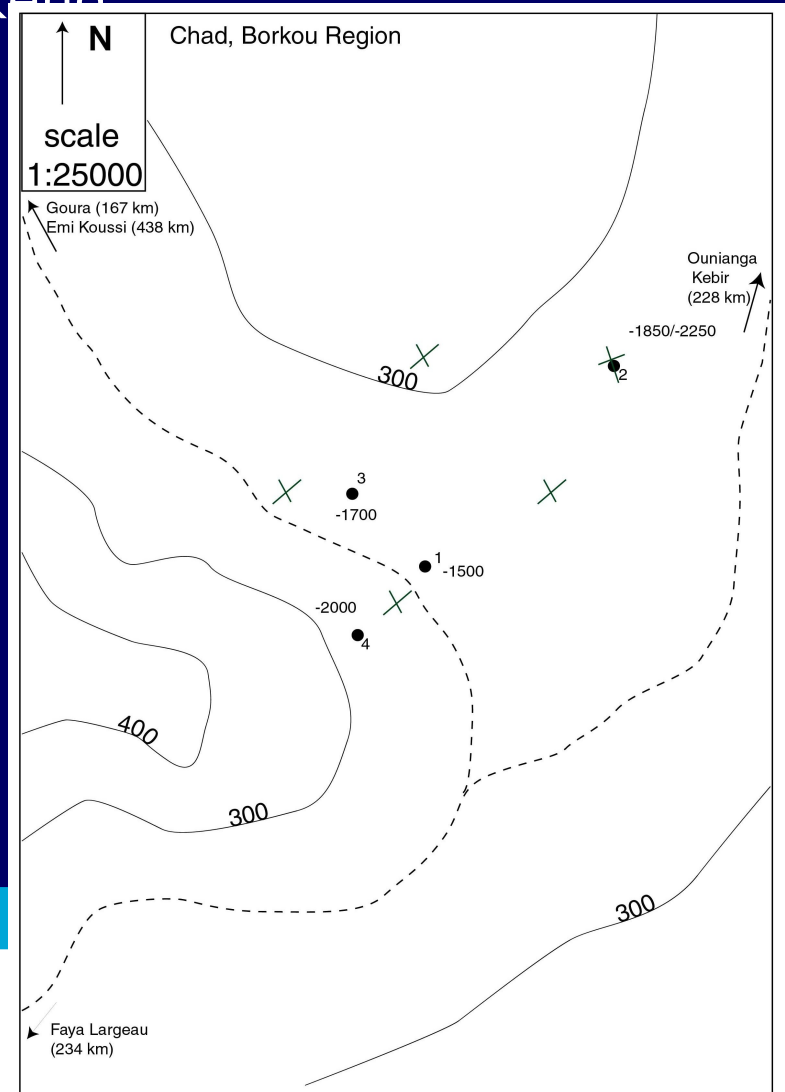 N
Chad, Borkou Region
scale
1:25000
Goura (167 km)
Emi Koussi (438 km)
Ounianga
Kebir
(228 km)
-1850/-2250
2
300
3
-1700
1
-1500
-2000
4
400
300
300
Faya Largeau
(234 km)